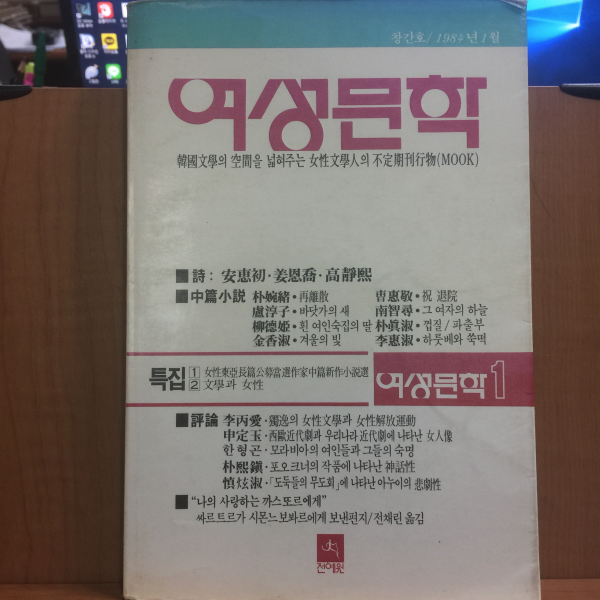 창간호/1984년1월
여성문학
韓國文學의 空間을 넓혀주는 女性文學人의 不定期刊行物(MOOK)
■詩: 安惠初·姜恩喬·高靜熙
■中篇小説 朴婉緖•再離散 曺惠敬•祝 退院
盧淳子•바닷가의 새 南智尋•그 여자의 하늘
柳德姬•흰 여인숙집의 딸 朴眞淑•껍질/파출부
金香淑•겨울의 빛 李惠淑•하룻베와 쑥떡
특집 1 女性東亞長篇公募當選作家中篇新作小説選
2 文學과 女性
여성문학1
■評論 李丙愛•獨逸의 女性文學과 女性解放運動
申定玉•西歐近代劇과 우리나라 近代劇에 나타난 女人像
한형곤•모라비아의 여인들과 그들의 숙명
朴熙鎭•포오크너의 작품에 나타난 神話性
愼炫淑•「도둑들의 무도회」에 나타난 아누이의 悲劇性
■“나의 사랑하는 까스또르에게”
싸르트르가 시몬느보봐르에게 보낸편지/전채린 옮김
전예원